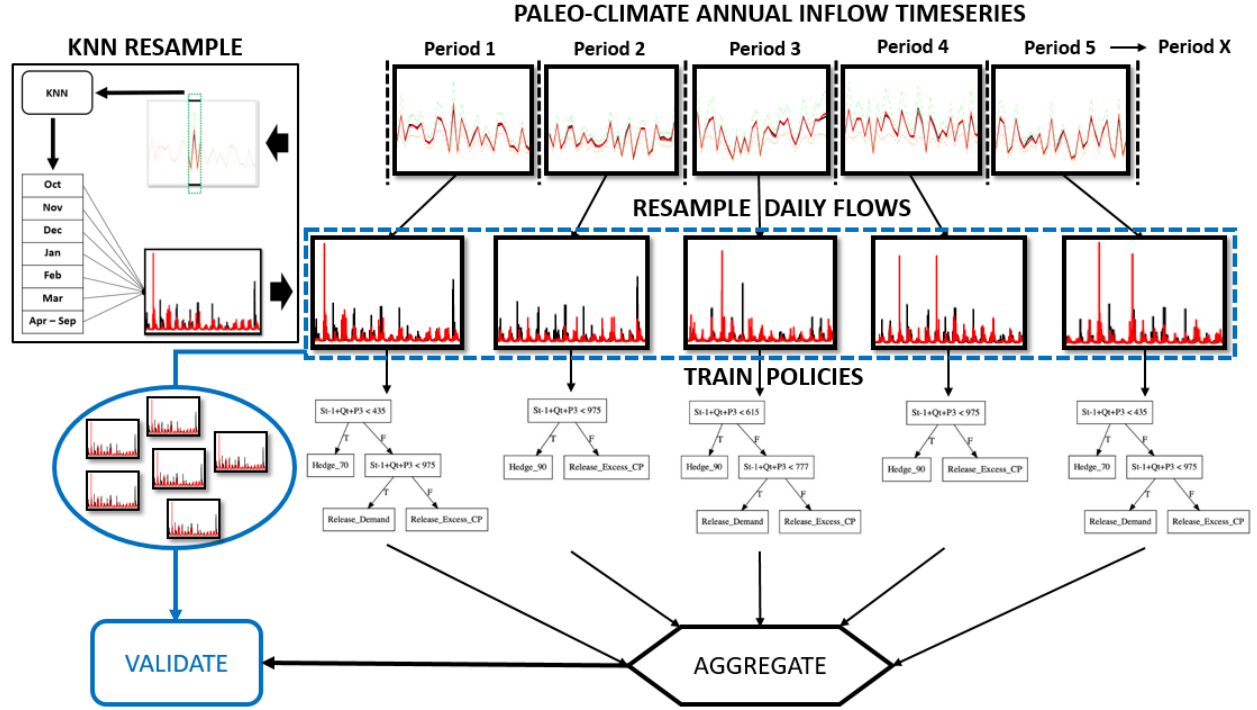 PALEO-CLIMATE ANNUAL INFLOW TIMESERIES
KNN RESAMPLE
Period 1
Period 2
Period 3
Period 4
Period 5
Period X
KNN
Oct
Nov
Dec
Jan
Feb
Mar
Apr – Sep
RESAMPLE DAILY FLOWS
TRAIN POLICIES
St-1+Qt+P3 < 435
T
F
Hedge_70
St-1+Qt+P3 < 975
T
F
Release_Demand
Release_Excess_CP
St-1+Qt+P3 < 975
T
F
Hedge_90
Release_Excess_CP
St-1+Qt+P3 < 615
T
F
Hedge_90
St-1+Qt+P3 < 777
T
F
Release_Demand
Release_Excess_CP
St-1+Qt+P3 < 975
T
F
Hedge_90
Release_Excess_CP
St-1+Qt+P3 < 435
T
F
Hedge_70
St-1+Qt+P3 < 975
T
F
Release_Demand
Release_Excess_CP
VALIDATE
AGGREGATE